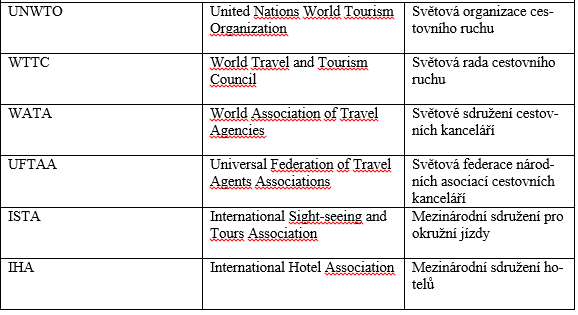 UNWTO United Nations World Tourism Světová organizace ces-
Organization tovního ruchu
WTTC World Travel and Tourism Světová rada cestovního
Council ruchu
WATA World Association of Travel Světové sdružení cestov-
Agencies ních kanceláří
UFTAA Universal Federation of Travel Světová federace národ-
Agents Associations ních asociací cestovních
kanceláří
ISTA International Sight-seeing and Mezinárodní sdružení pro
Tours Association okružní jízdy
IHA International Hotel Association Mezinárodní sdružení ho-
telů